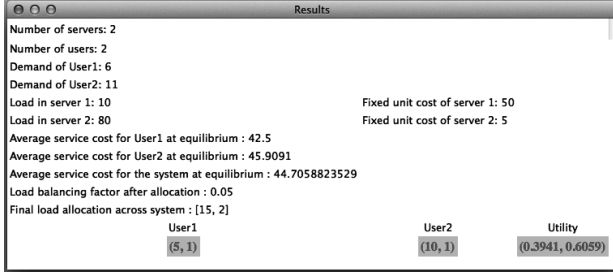 Results
Number of servers: 2
Number of users: 2
Demand of User1: 6
Demand of User2: 11
Load in server 1: 10 Fixed unit cost of server 1: 50
Load in server 2: 80 Fixed unit cost of server 2: 5
Average service cost for User1 at equilibrium : 42.5
Average service cost for User2 at equilibrium : 45.9091
Average service cost for the system at equilibrium : 44.7058823529
Load balancing factor after allocation : 0.05
Final load allocation across system : [15, 2]
User1 User2 Utility
(5, 1) (10, 1) (0.3941, 0.6059)